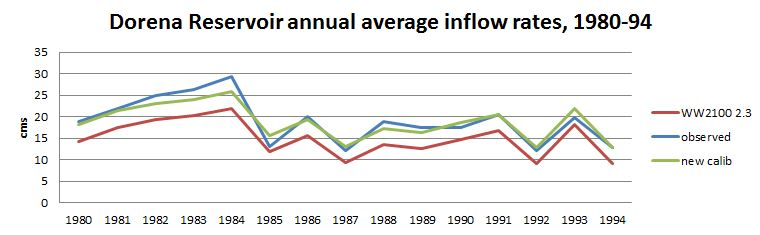 Dorena Reservoir annual average inflow rates, 1980-94
35
30
25
20
15
10
5
0
cms
1980 1981 1982 1983 1984 1985 1986 1987 1988 1989 1990 1991 1992 1993 1994
WW2100 2.3
observed
new calib